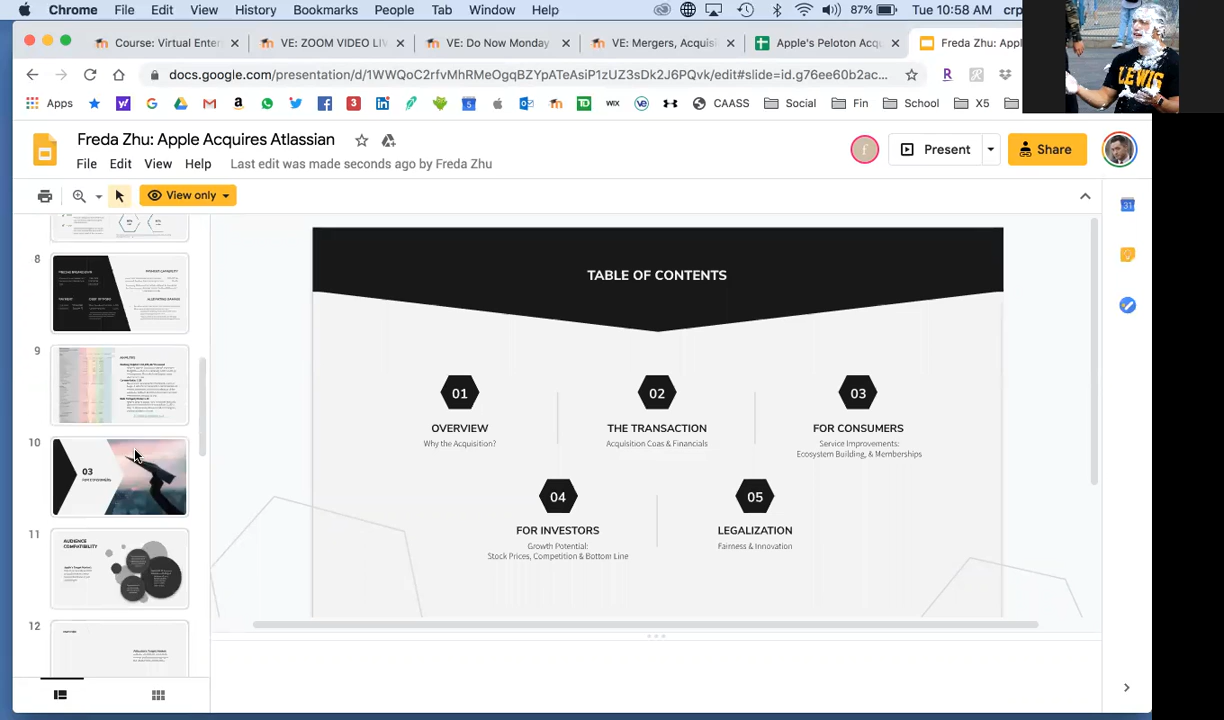 Chrome File Edit View History Bookmarks People Tab Window Help 87% Tue 10:58 AM crp
Course: Virtual Enter
VE: ZOOM VIDEO LI
VE: Do Now Monday
VE: Mergers, Acquis
Apple's Peloton Acqu
Freda Zhu: Appl
docs.google.com/presentation/d/1WWQoC2rfvMhRMeOgqBZYpATeAsiP1zUZ3sDk2J6PQvk/edit#slide=id.g76ee60b2ac...
Apps CAASS Social Fin School X5
LEWIS
Freda Zhu: Apple Acquires Atlassian
File Edit View Help Last edit was made seconds ago by Freda Zhu
Present
Share
View only
8
9
10
03
11
AUDIENCE
COMPATIBILITY
12
TABLE OF CONTENTS
01
OVERVIEW
Why the Acquisition?
02
THE TRANSACTION
Acquisition Coas & Financials
03
FOR CONSUMERS
Service Improvements:
Ecosystem Building, & Memberships
04
FOR INVESTORS
Growth Potential:
Stock Prices, Competition & Bottom Line
05
LEGALIZATION
Fairness & Innovation